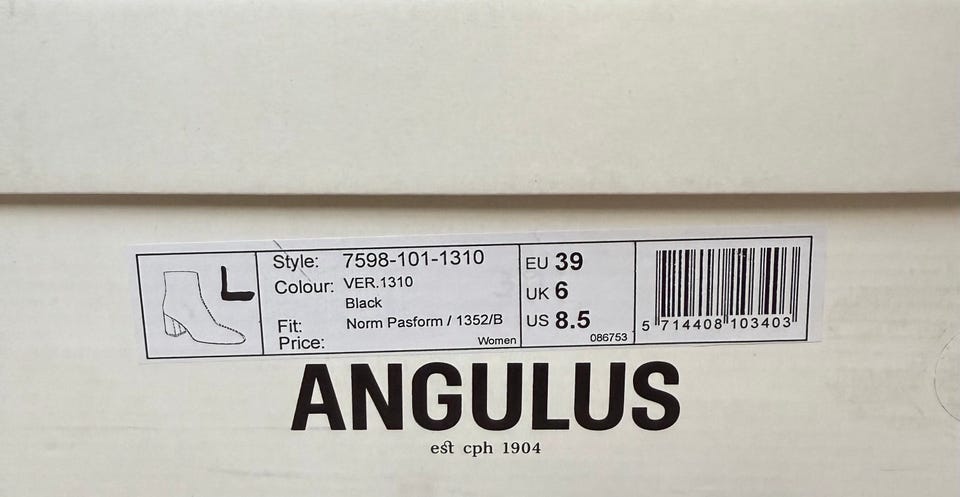 L
Style: 7598-101-1310
Colour: VER.1310
Black
Fit: Norm Pasform / 1352/B
Price:
Women
EU 39
UK 6
US 8.5
086753
5 714408 103403
ANGULUS
est cph 1904